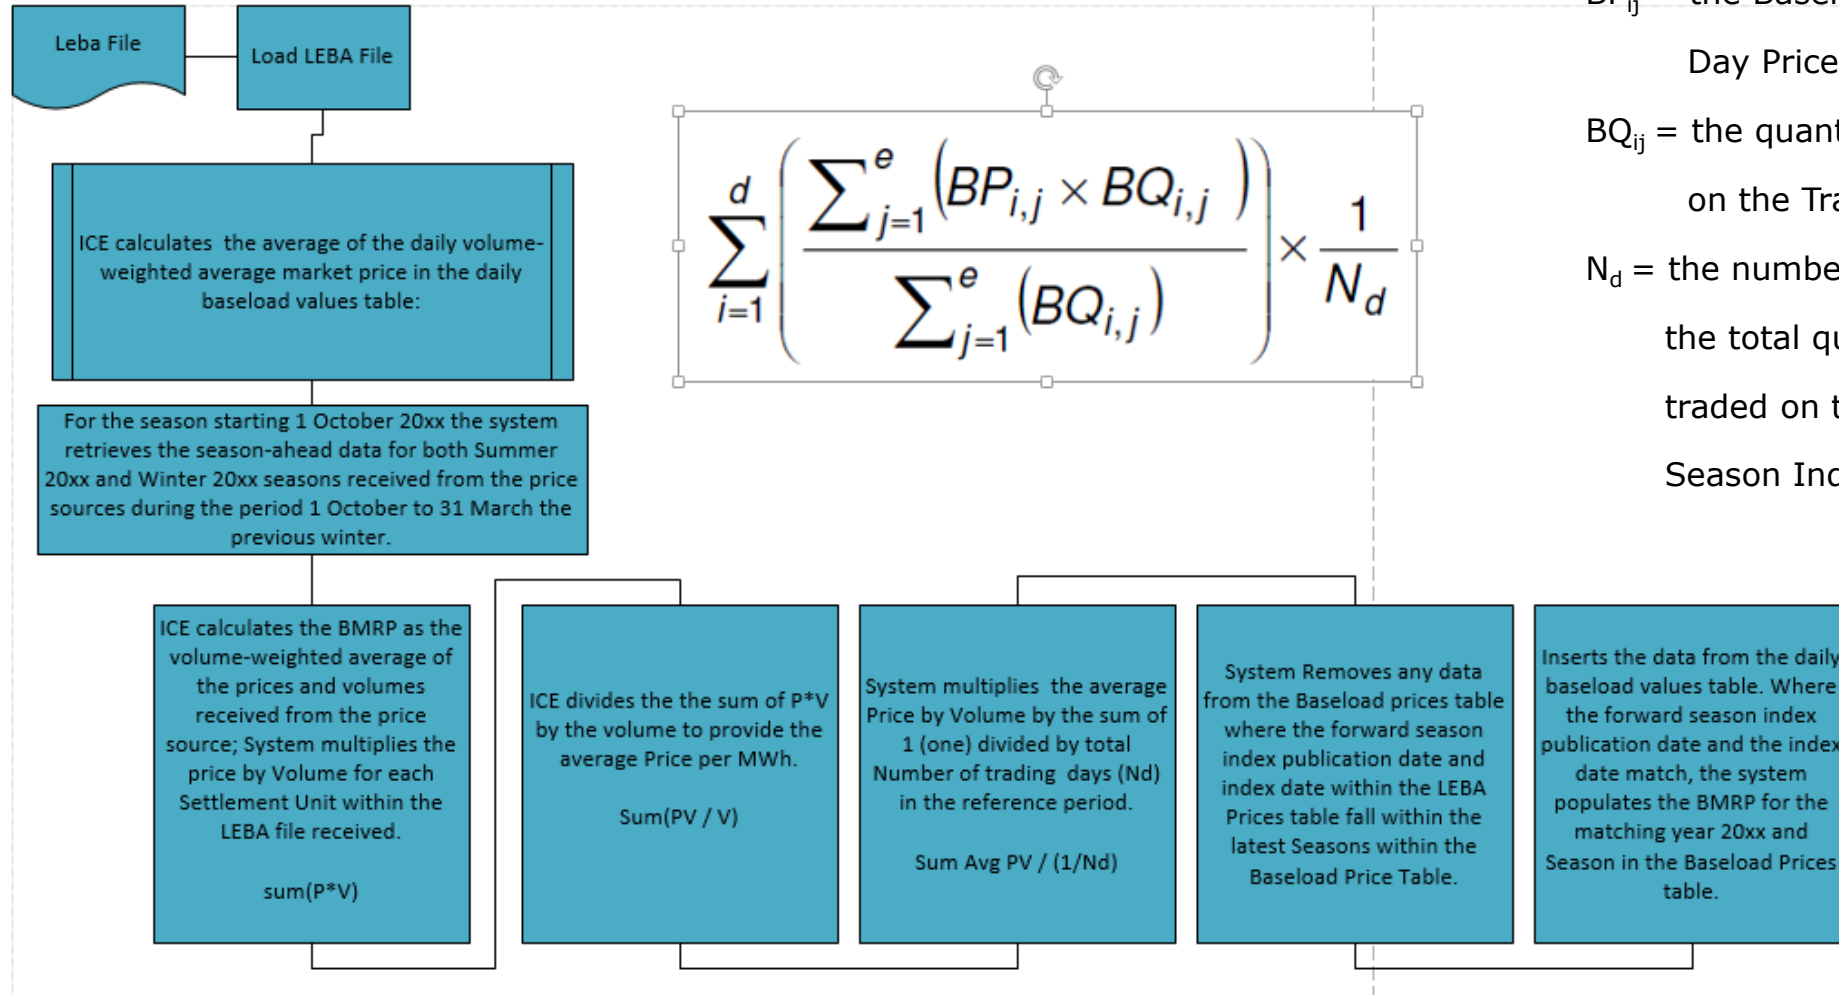 Leba File
Load LEBA File
ICE calculates  the average of the daily volume-
weighted average market price in the daily
baseload values table:
For the season starting 1 October 20xx the system
retrieves the season-ahead data for both Summer
20xx and Winter 20xx seasons received from the price
sources during the period 1 October to 31 March the
previous winter.
ICE calculates the BMRP as the
volume-weighted average of
the prices and volumes
received from the price
source; System multiplies the
price by Volume for each
Settlement Unit within the
LEBA file received.
sum(P*V)
ICE divides the the sum of P*V
by the volume to provide the
average Price per MWh.
Sum(PV / V)
System multiplies  the average
Price by Volume by the sum of
1 (one) divided by total
Number of trading  days (Nd)
in the reference period.
Sum Avg PV / (1/Nd)
System Removes any data
from the Baseload prices table
where the forward season
index publication date and
index date within the LEBA
Prices table fall within the
latest Seasons within the
Baseload Price Table.
Inserts the data from the daily
baseload values table. Where
the forward season index
publication date and the index
date match, the system
populates the BMRP for the
matching year 20xx and
Season in the Baseload Prices
table.
∑_{i=1}^{d} ( ∑_{j=1}^{e} (BP_{i,j} × BQ_{i,j}) / ∑_{j=1}^{e} (BQ_{i,j}) ) × 1/N_d
the
Day Price
BQij = the
on the
Nd = the
the total
traded on
Season